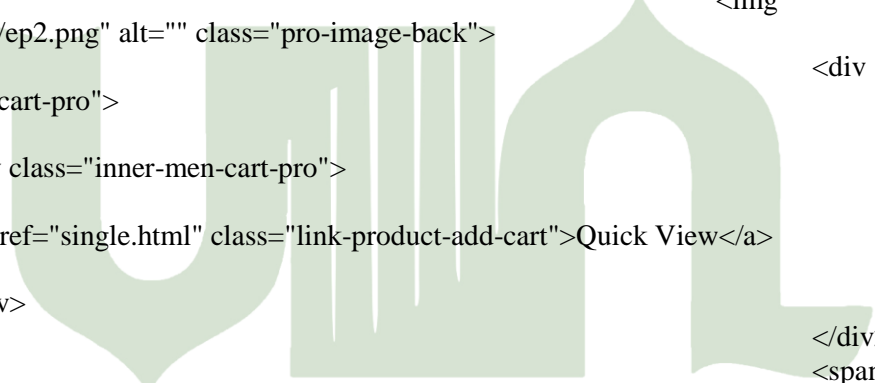 <img
/ep2.png" alt="" class="pro-image-back">
<div
cart-pro">
class="inner-men-cart-pro">
ref="single.html" class="link-product-add-cart">Quick View</a>
v>
</div
<span